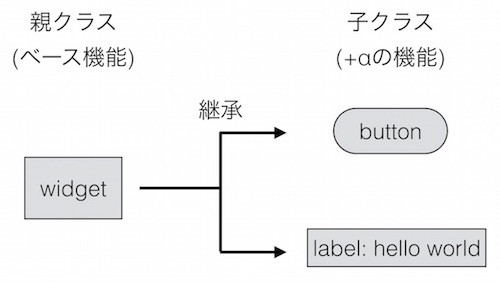 親クラス
(ベース機能)
子クラス
(+αの機能)
継承
button
widget
label: hello world